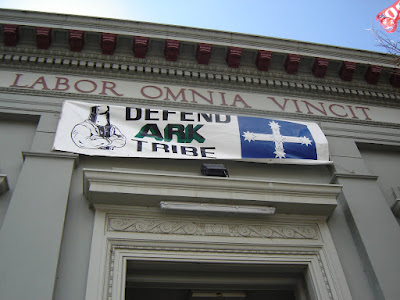 LABOR OMNIA VINCIT
DEFEND
ARK
TRIBE